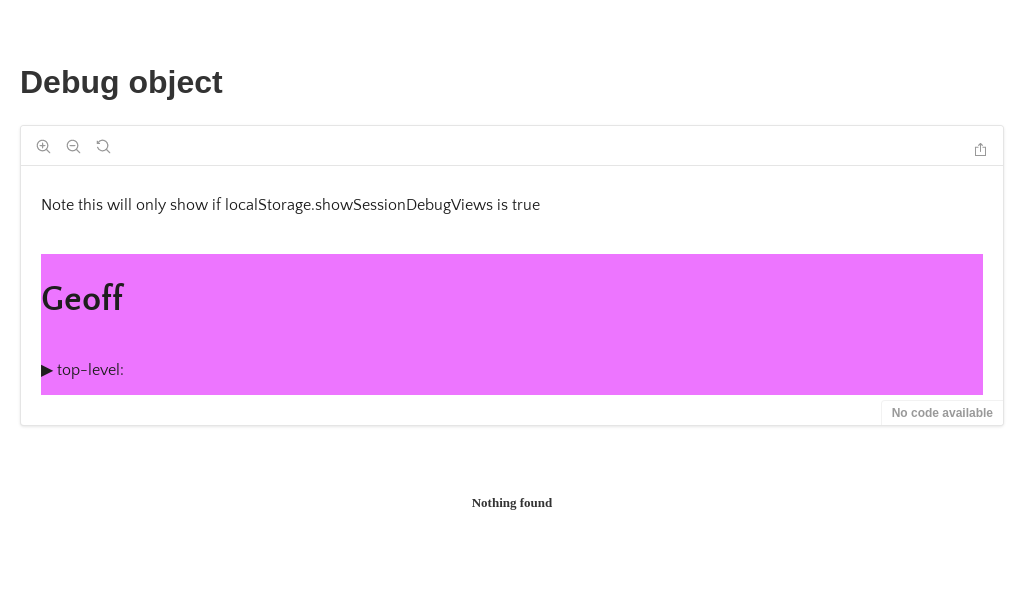 Debug object
Note this will only show if localStorage.showSessionDebugViews is true
Geoff
▶ top-level:
No code available
Nothing found